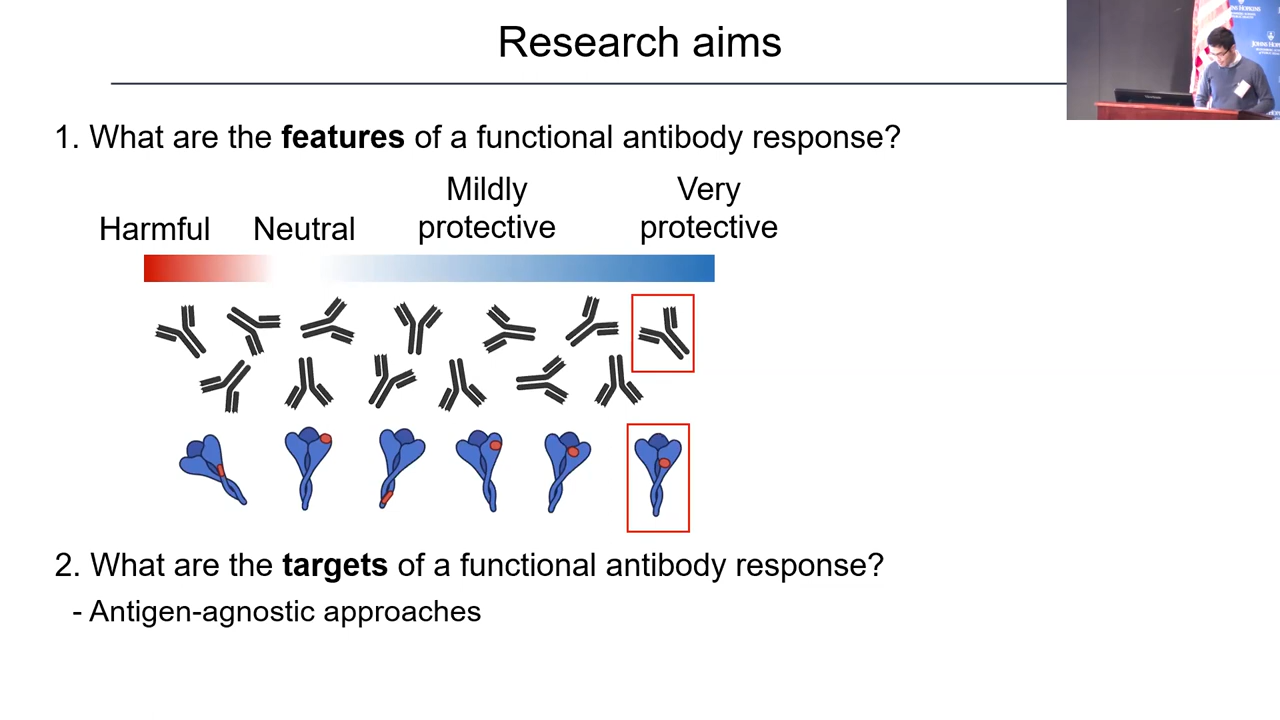 Research aims
1. What are the features of a functional antibody response?
Harmful
Neutral
Mildly
protective
Very
protective
2. What are the targets of a functional antibody response?
- Antigen-agnostic approaches